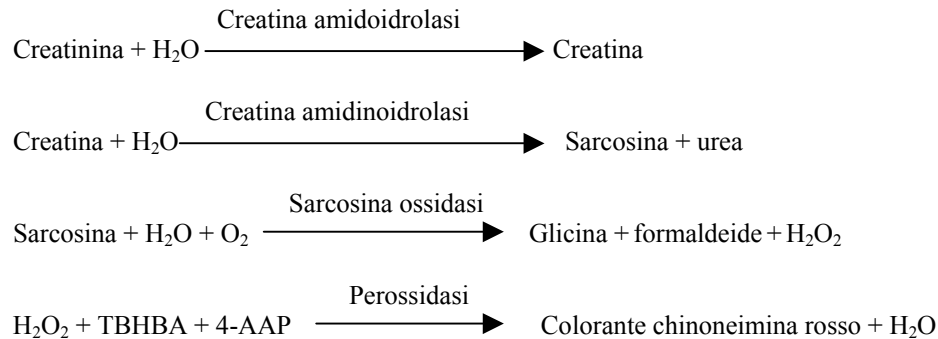 Creatina amidoidrolasi
Creatinina + H₂O Creatina
Creatina amidinoidrolasi
Creatina + H₂O Sarcosina + urea
Sarcosina ossidasi
Sarcosina + H₂O + O₂ Glicina + formaldeide + H₂O₂
Perossidasi
H₂O₂ + TBHBA + 4-AAP Colorante chinoneimina rosso + H₂O